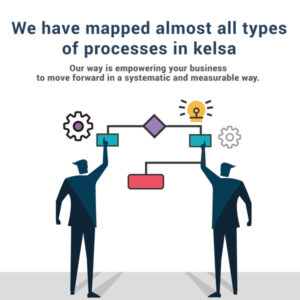 We have mapped almost all types
of processes in kelsa
Our way is empowering your business
to move forward in a systematic and measurable way.